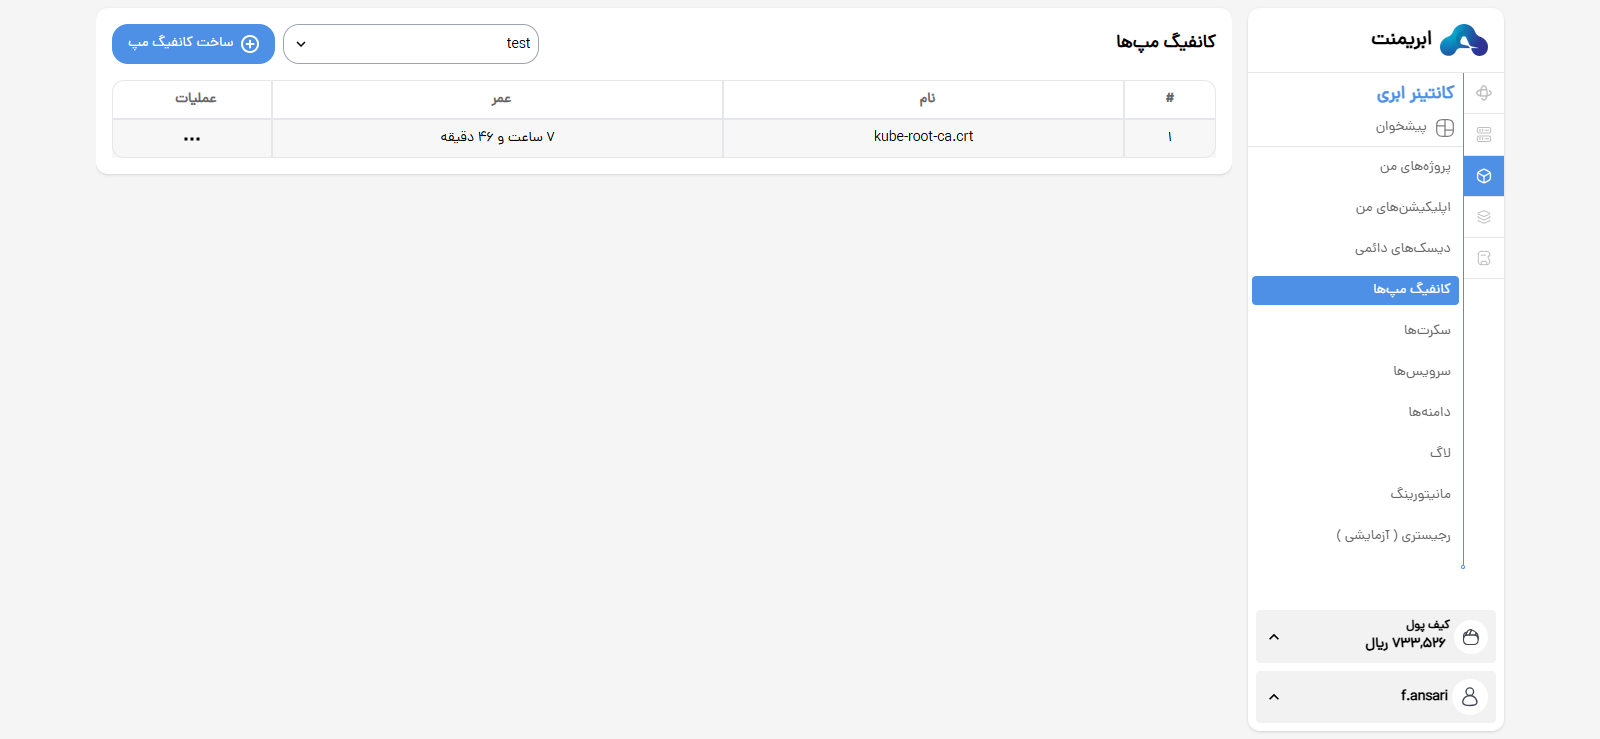 ابریمنت
کانتینر ابری
پیشخوان
پروژه‌های من
اپلیکیشن‌های من
دیسک‌های دائمی
کانفیگ مپ‌ها
سکرت‌ها
سرویس‌ها
دامنه‌ها
لاگ
مانیتورینگ
رجیستری ( آزمایشی )
کیف پول
۷۳۳,۵۲۶ ریال
f.ansari
کانفیگ مپ‌ها
test
ساخت کانفیگ مپ
# نام عمر عملیات
۱ kube-root-ca.crt ۷ ساعت و ۴۶ دقیقه ...